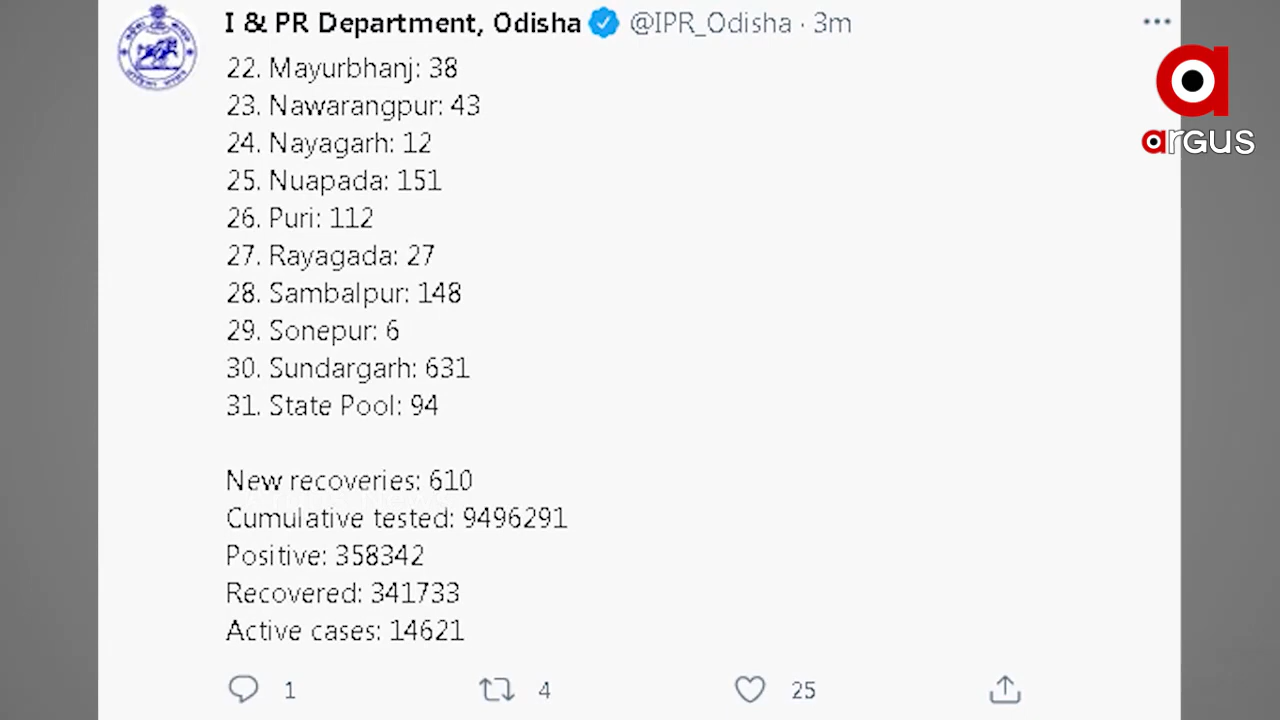 I & PR Department, Odisha @IPR_Odisha · 3m
argus
22. Mayurbhanj: 38
23. Nawarangpur: 43
24. Nayagarh: 12
25. Nuapada: 151
26. Puri: 112
27. Rayagada: 27
28. Sambalpur: 148
29. Sonepur: 6
30. Sundargarh: 631
31. State Pool: 94
New recoveries: 610
Cumulative tested: 9496291
Positive: 358342
Recovered: 341733
Active cases: 14621
1 4 25